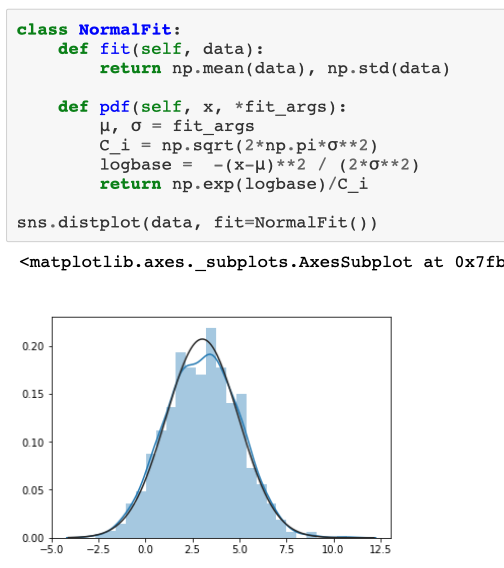 class NormalFit:
    def fit(self, data):
        return np.mean(data), np.std(data)

    def pdf(self, x, *fit_args):
        μ, σ = fit_args
        C_i = np.sqrt(2*np.pi*σ**2)
        logbase =  -(x-μ)**2 / (2*σ**2)
        return np.exp(logbase)/C_i

sns.distplot(data, fit=NormalFit())
<matplotlib.axes._subplots.AxesSubplot at 0x7fb
0.20
0.15
0.10
0.05
0.00
−5.0 −2.5 0.0 2.5 5.0 7.5 10.0 12.5